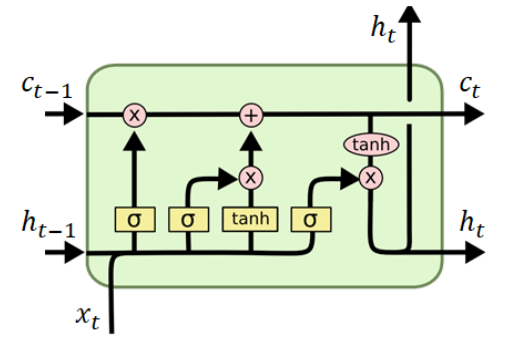 h_t
c_{t-1}
x
+
c_t
tanh
x
x
h_{t-1}
σ
σ
tanh
σ
h_t
x_t